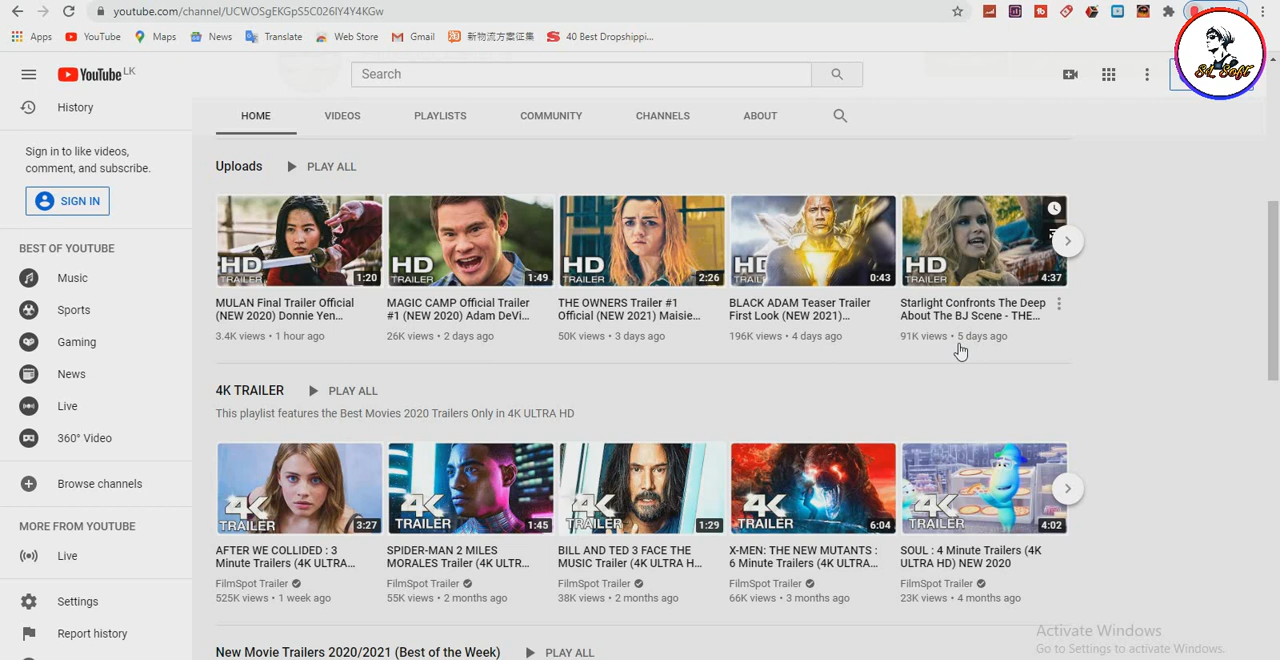 youtube.com/channel/UCWOSgEKGpS5C026IY4Y4KGw
Apps YouTube Maps News Translate Web Store Gmail 新物流方案征集 40 Best Dropshippi...
SL Soft
YouTube LK
Search
History
HOME VIDEOS PLAYLISTS COMMUNITY CHANNELS ABOUT
Sign in to like videos,
comment, and subscribe.
SIGN IN
BEST OF YOUTUBE
Music
Sports
Gaming
News
Live
360° Video
Browse channels
MORE FROM YOUTUBE
Live
Settings
Report history
Uploads PLAY ALL
HD TRAILER 1:20
HD TRAILER 1:49
HD TRAILER 2:26
HD TRAILER 0:43
HD TRAILER 4:37
MULAN Final Trailer Official
(NEW 2020) Donnie Yen...
3.4K views • 1 hour ago
MAGIC CAMP Official Trailer
#1 (NEW 2020) Adam DeVi...
26K views • 2 days ago
THE OWNERS Trailer #1
Official (NEW 2021) Maisie...
50K views • 3 days ago
BLACK ADAM Teaser Trailer
First Look (NEW 2021)...
196K views • 4 days ago
Starlight Confronts The Deep
About The BJ Scene - THE...
91K views • 5 days ago
4K TRAILER PLAY ALL
This playlist features the Best Movies 2020 Trailers Only in 4K ULTRA HD
4K TRAILER 3:27
4K TRAILER 1:45
4K TRAILER 1:29
4K TRAILER 6:04
4K TRAILER 4:02
AFTER WE COLLIDED : 3
Minute Trailers (4K ULTRA...
FilmSpot Trailer
525K views • 1 week ago
SPIDER-MAN 2 MILES
MORALES Trailer (4K ULTR...
FilmSpot Trailer
55K views • 2 months ago
BILL AND TED 3 FACE THE
MUSIC Trailer (4K ULTRA H...
FilmSpot Trailer
38K views • 2 months ago
X-MEN: THE NEW MUTANTS :
6 Minute Trailers (4K ULTRA...
FilmSpot Trailer
66K views • 3 months ago
SOUL : 4 Minute Trailers (4K
ULTRA HD) NEW 2020
FilmSpot Trailer
23K views • 4 months ago
New Movie Trailers 2020/2021 (Best of the Week) PLAY ALL
Activate Windows
Go to Settings to activate Windows.